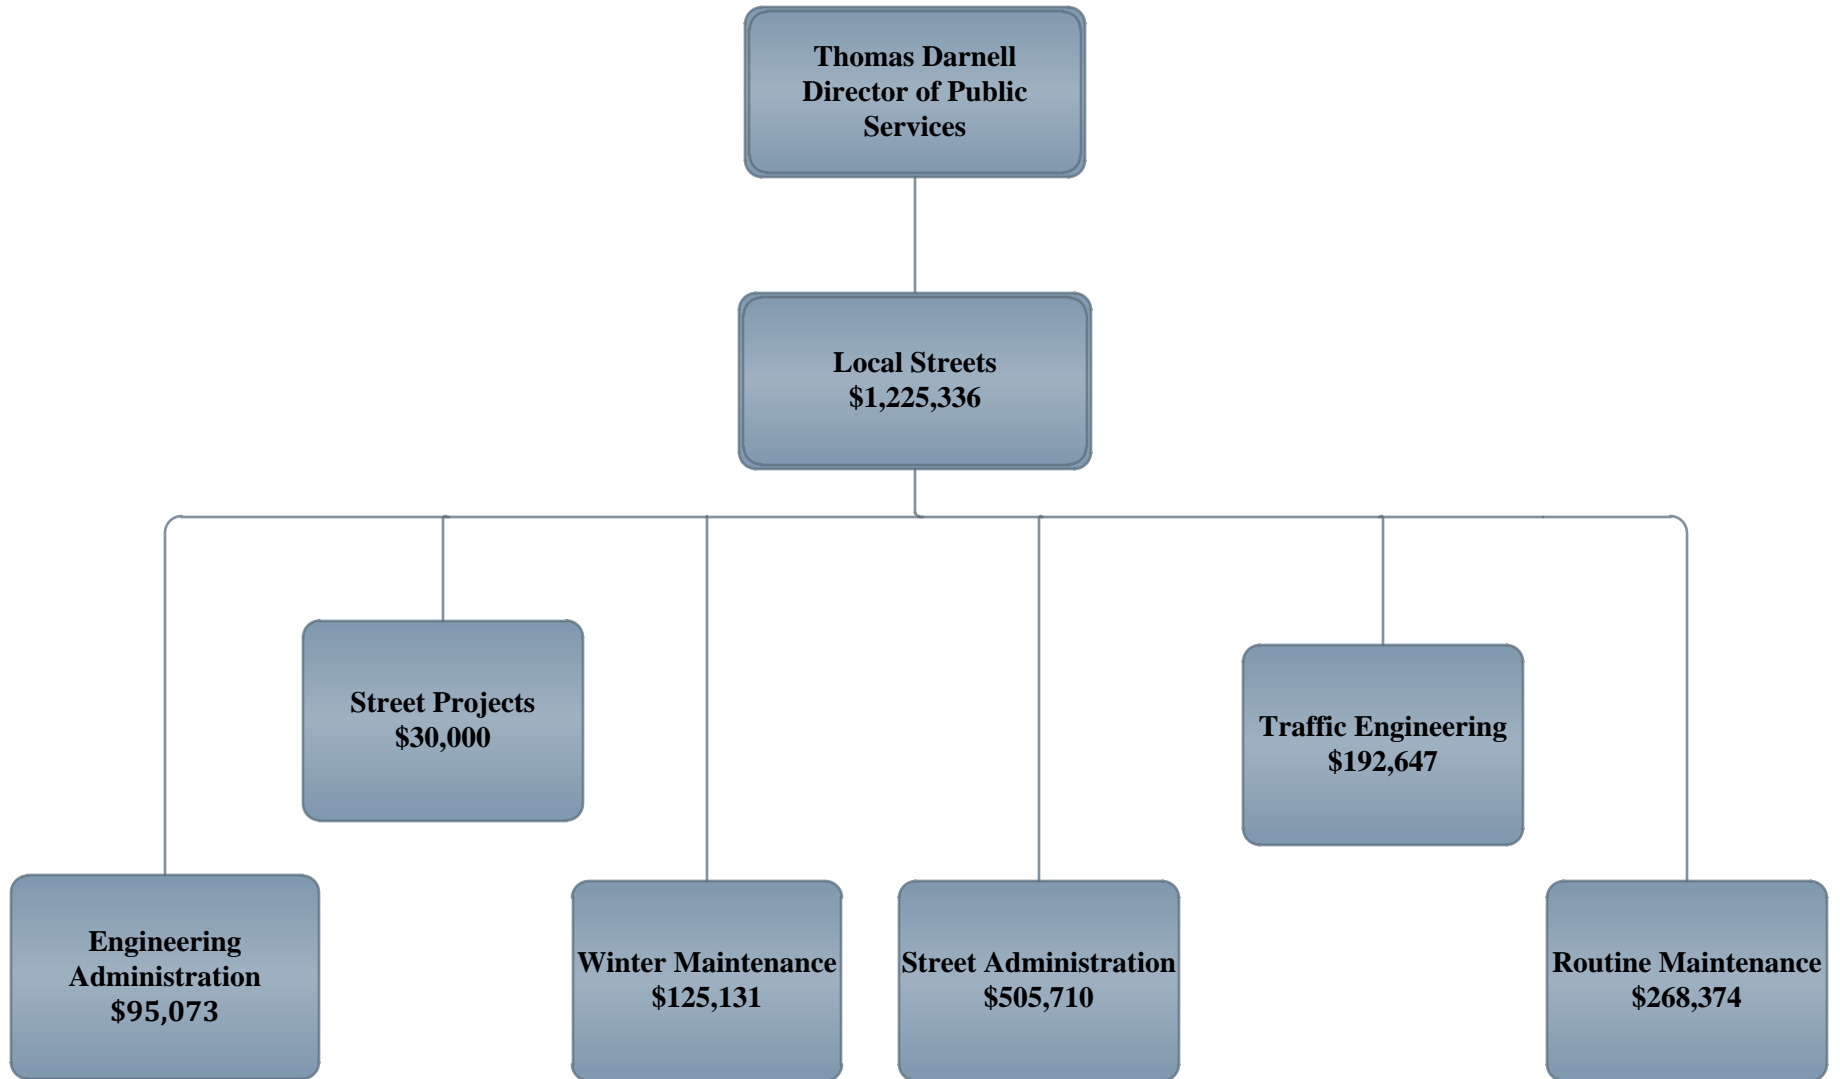 Thomas Darnell
Director of Public
Services
Local Streets
$1,225,336
Street Projects
$30,000
Traffic Engineering
$192,647
Engineering
Administration
$95,073
Winter Maintenance
$125,131
Street Administration
$505,710
Routine Maintenance
$268,374